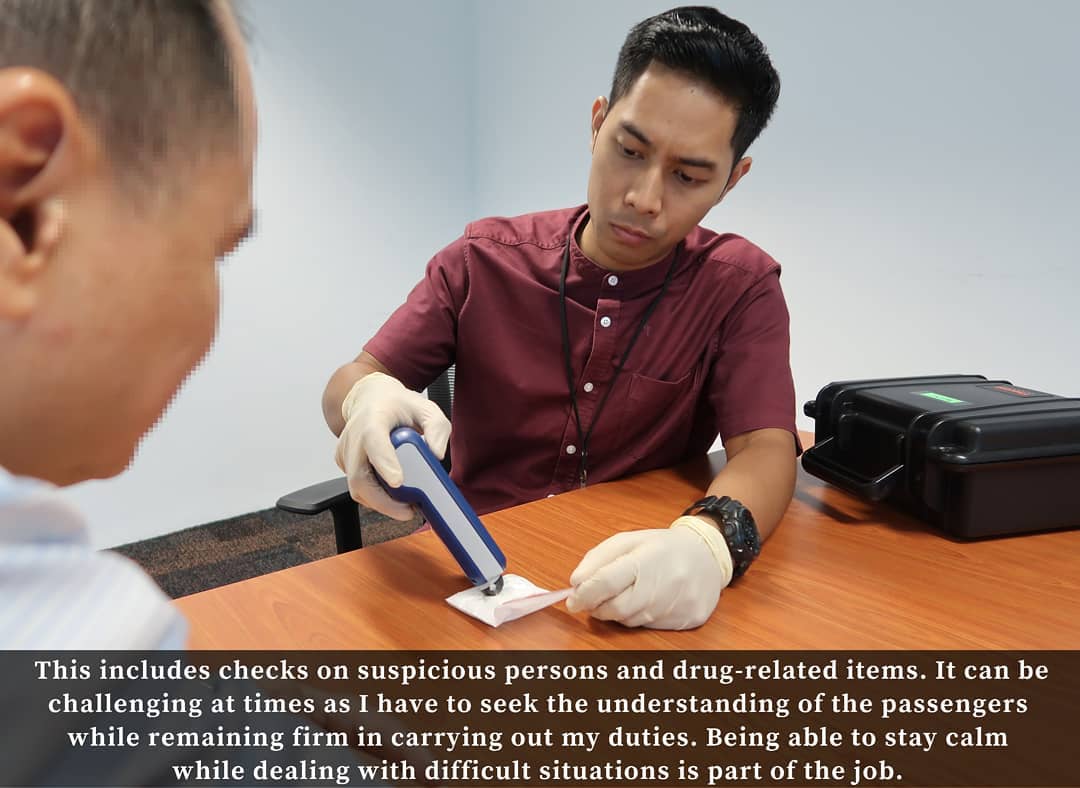 This includes checks on suspicious persons and drug-related items. It can be
challenging at times as I have to seek the understanding of the passengers
while remaining firm in carrying out my duties. Being able to stay calm
while dealing with difficult situations is part of the job.